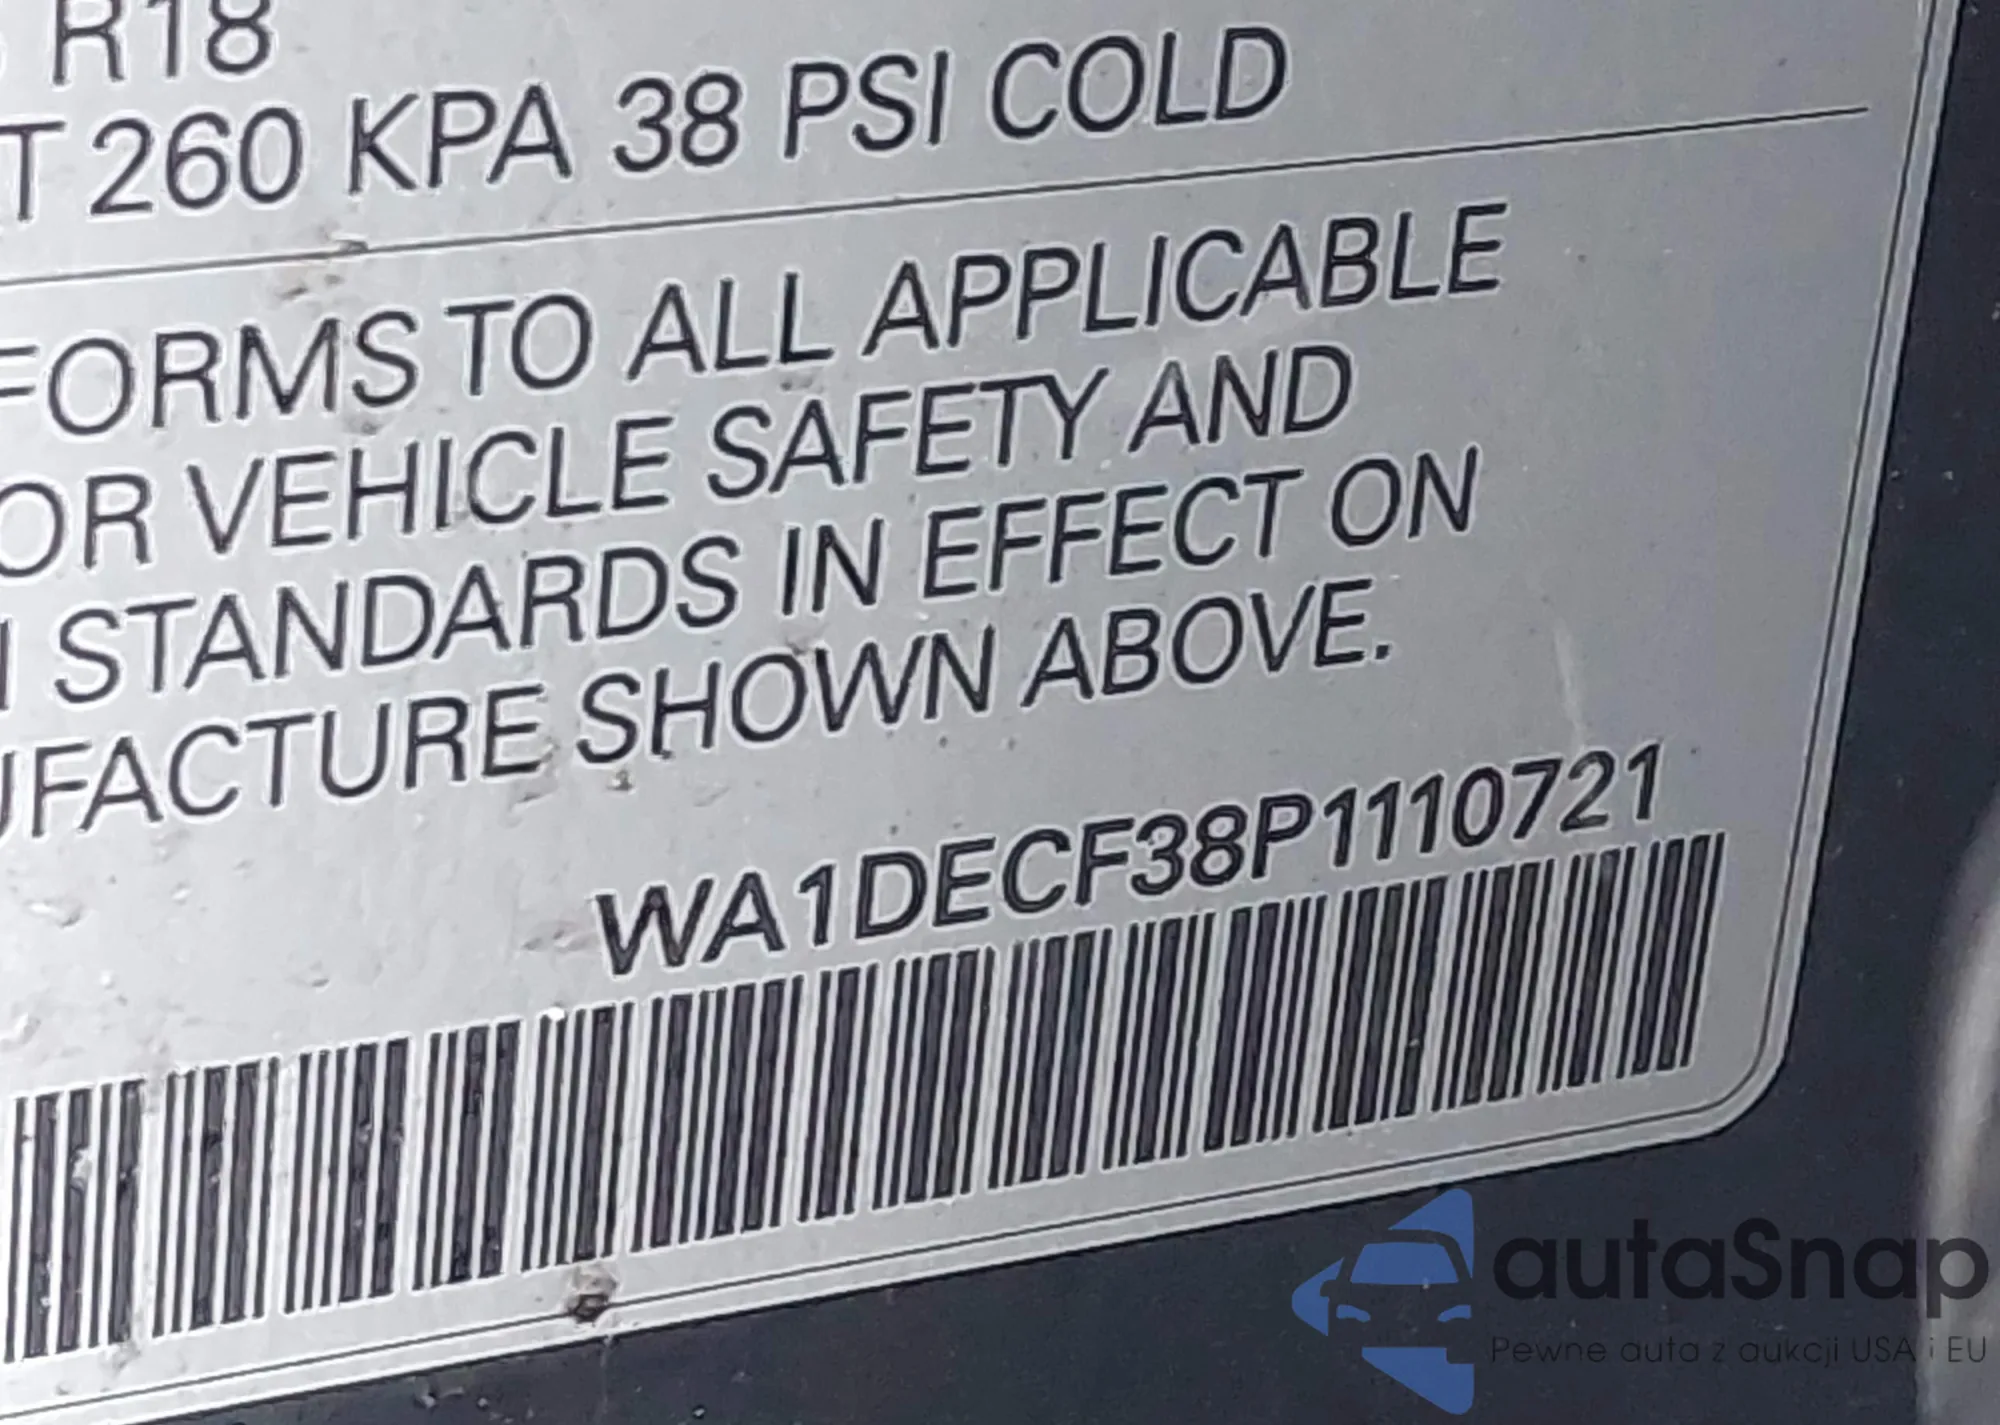 R18
T 260 KPA 38 PSI COLD
FORMS TO ALL APPLICABLE
OR VEHICLE SAFETY AND
STANDARDS IN EFFECT ON
UFACTURE SHOWN ABOVE.
WA1DECF38P1110721
autaSnap
Pewne auta z aukcji USA i EU